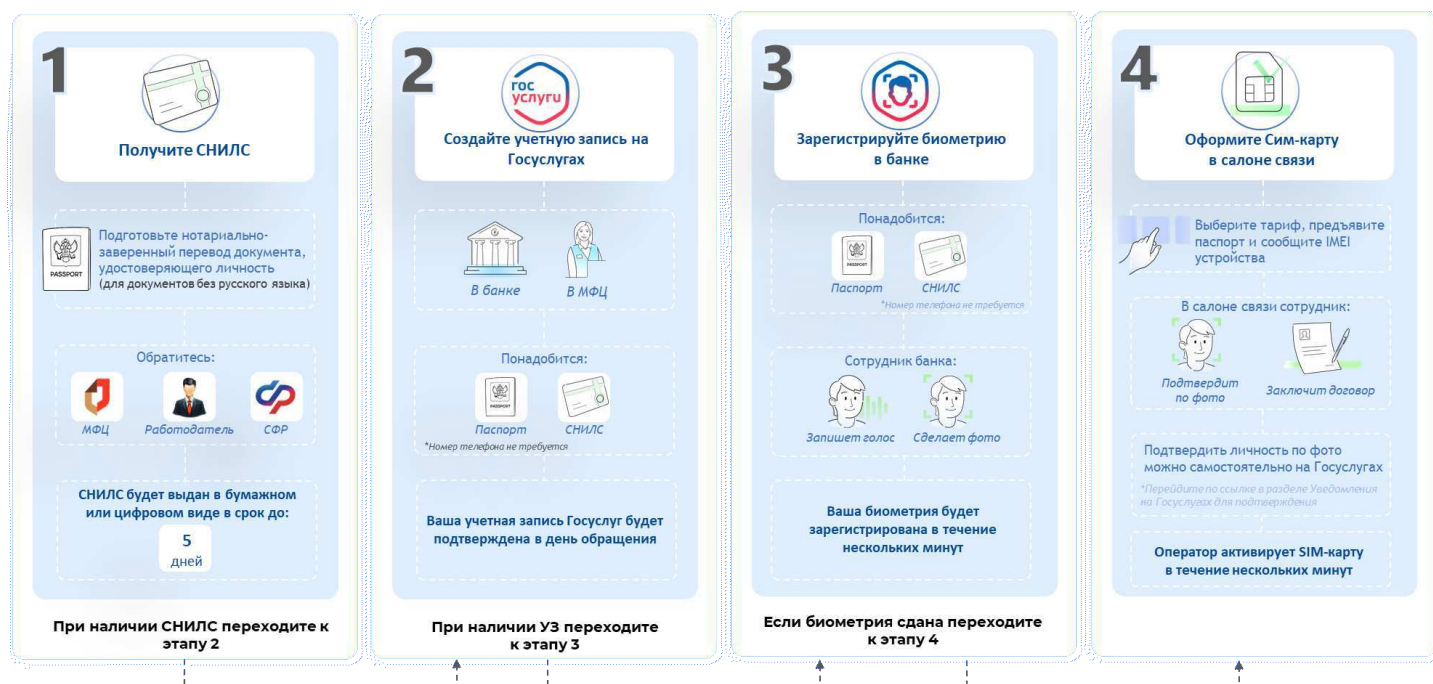 1
Получите СНИЛС
PASSPORT
Подготовьте нотариально-
заверенный перевод документа,
удостоверяющего личность
(для документов без русского языка)
Обратитесь:
МФЦ
Работодатель
СФР
СНИЛС будет выдан в бумажном
или цифровом виде в срок до:
5
дней
При наличии СНИЛС переходите к
этапу 2
2
гос
услуги
Создайте учетную запись на
Госуслугах
В банке
В МФЦ
Понадобится:
PASSPORT
Паспорт
СНИЛС
*Номер телефона не требуется
Ваша учетная запись Госуслуг будет
подтверждена в день обращения
При наличии УЗ переходите
к этапу 3
3
Зарегистрируйте биометрию
в банке
Понадобится:
PASSPORT
Паспорт
СНИЛС
*Номер телефона не требуется
Сотрудник банка:
Запишет голос
Сделает фото
Ваша биометрия будет
зарегистрирована в течение
нескольких минут
Если биометрия сдана переходите
к этапу 4
4
Оформите Сим-карту
в салоне связи
Выберите тариф, предъявите
паспорт и сообщите IMEI
устройства
В салоне связи сотрудник:
Подтвердит
по фото
Заключит договор
Подтвердить личность по фото
можно самостоятельно на Госуслугах
*Перейдите по ссылке в разделе Уведомления
на Госуслугах для подтверждения
Оператор активирует SIM-карту
в течение нескольких минут